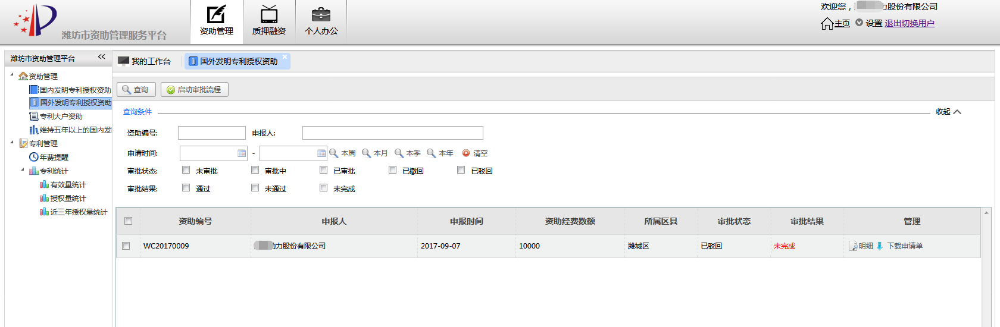 潍坊市资助管理服务平台
资助管理
质押融资
个人办公
欢迎您，
力股份有限公司
主页 设置 退出切换用户
潍坊市资助管理平台
资助管理
国内发明专利授权资助
国外发明专利授权资助
专利大户资助
维持五年以上的国内发
专利管理
年费提醒
专利统计
有效量统计
授权量统计
近三年授权量统计
我的工作台 国外发明专利授权资助
查询 启动审批流程
查询条件 收起
资助编号: 申报人:
申请时间: - 本周 本月 本季 本年 清空
审批状态: 未审批 审批中 已审批 已撤回 已驳回
审批结果: 通过 未通过 未完成
资助编号 申报人 申报时间 资助经费数额 所属区县 审批状态 审批结果 管理
WC20170009 力股份有限公司 2017-09-07 10000 潍城区 已驳回 未完成 明细 下载申请单